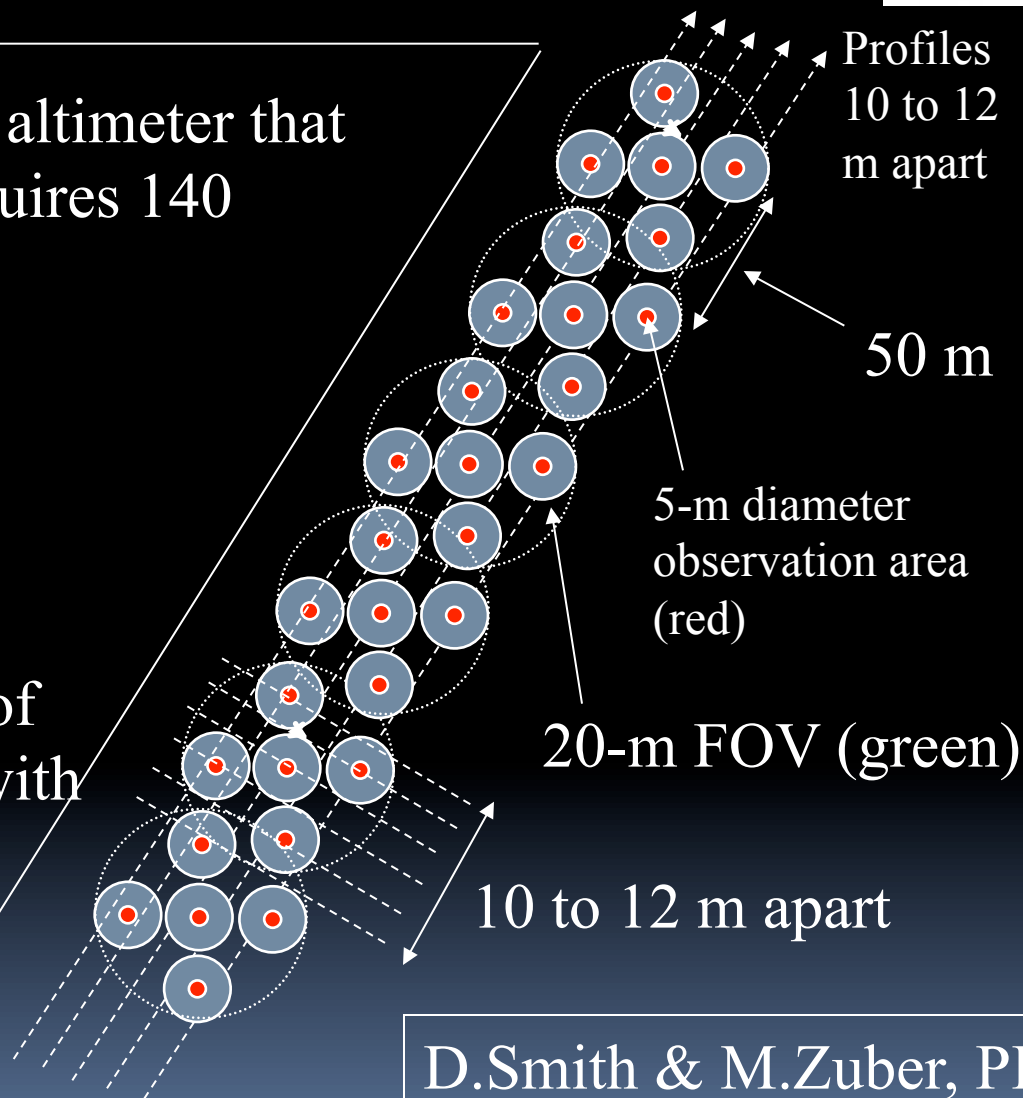 altimeter that
uires 140
of
with
Profiles
10 to 12
m apart
50 m
5-m diameter
observation area
(red)
20-m FOV (green)
10 to 12 m apart
D.Smith & M.Zuber,